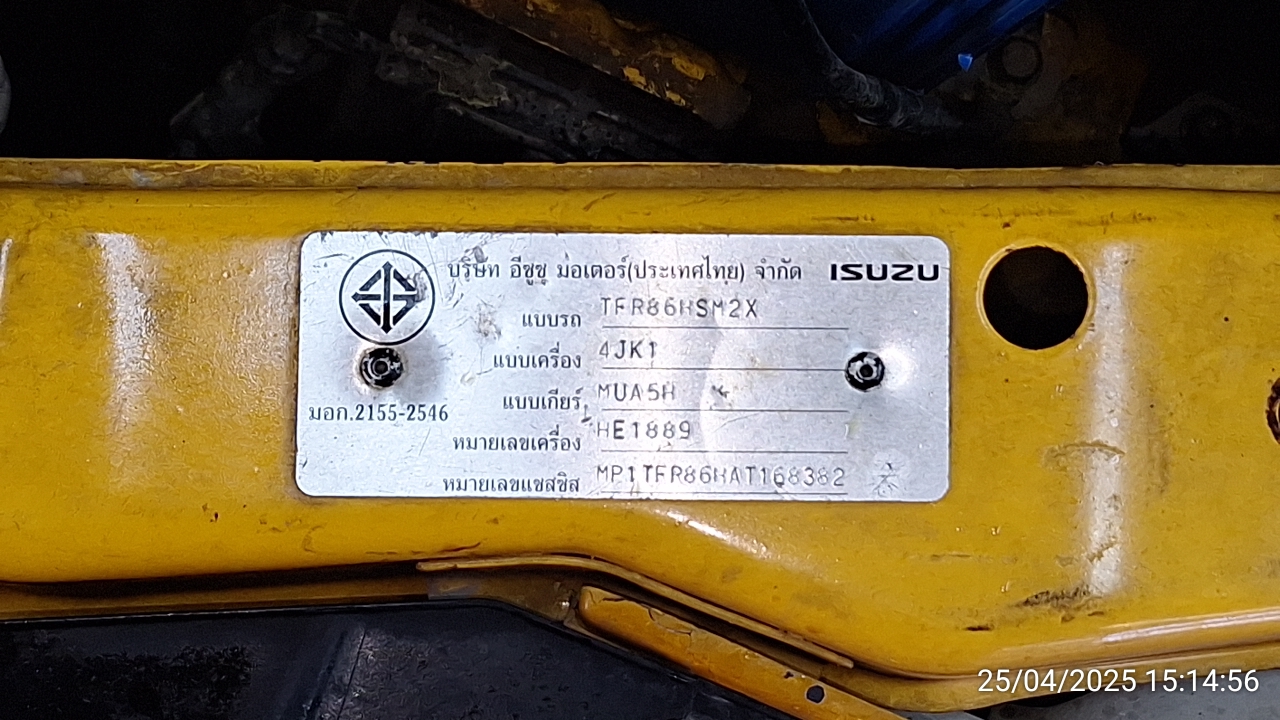 บริษัท อีซูซุ มอเตอร์(ประเทศไทย) จำกัด ISUZU
แบบรถ TFR86HSM2X
แบบเครื่อง 4JK1
แบบเกียร์ MUA5H
มอก.2155-2546
หมายเลขเครื่อง HE1889
หมายเลขแชสซิส MP1TFR86HAT168382
25/04/2025 15:14:56